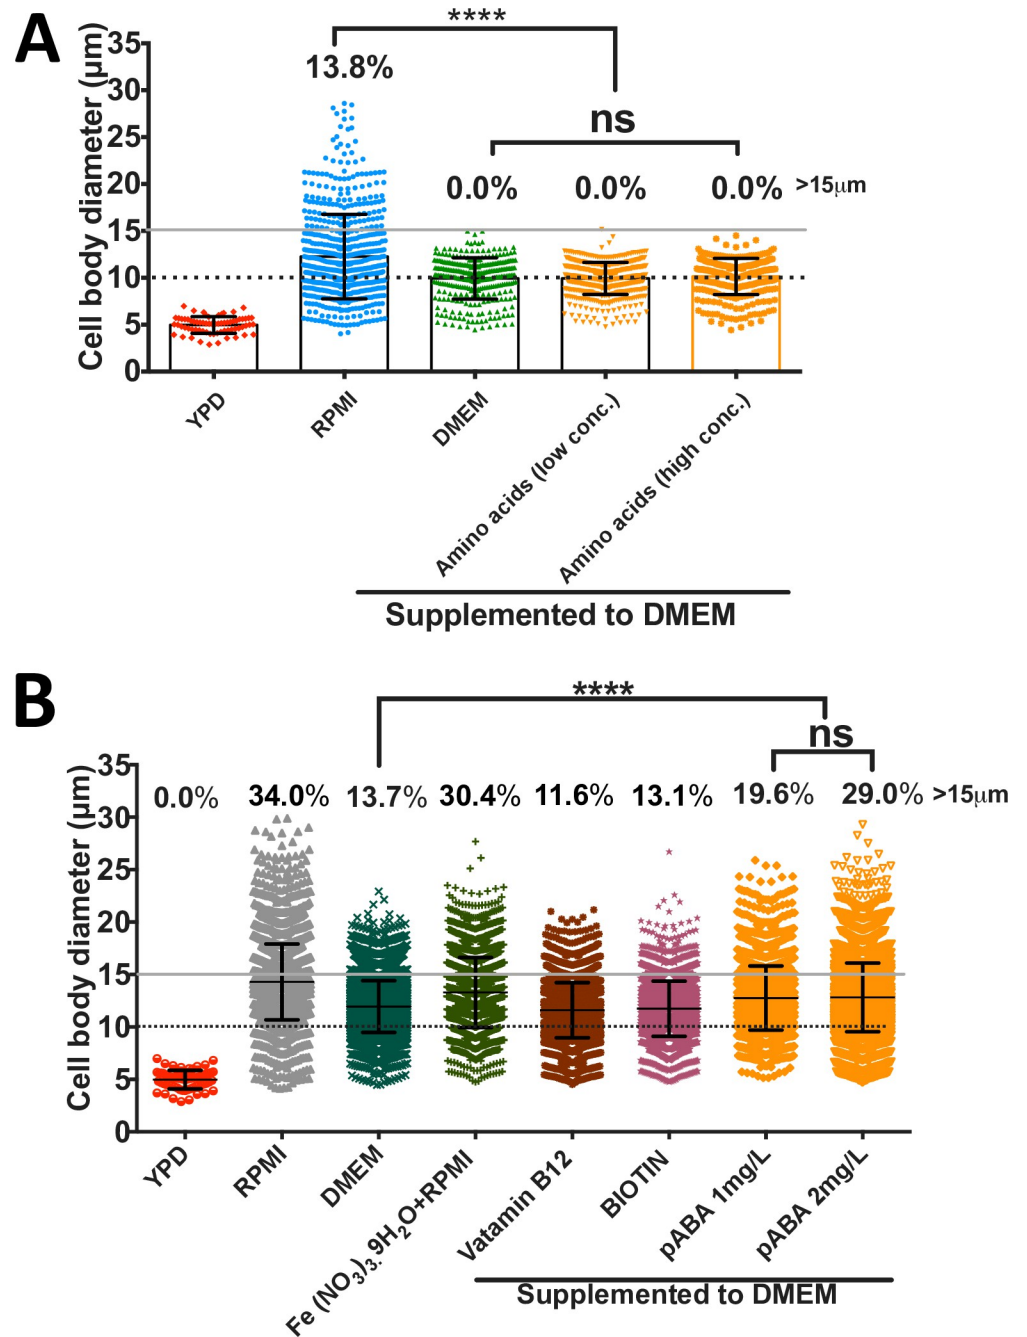 A
****
13.8%
ns
0.0% 0.0% 0.0% >15μm
Cell body diameter (μm)
35
30
25
20
15
10
5
0
YPD
RPMI
DMEM
Amino acids (low conc.)
Amino acids (high conc.)
Supplemented to DMEM
B
****
ns
0.0% 34.0% 13.7% 30.4% 11.6% 13.1% 19.6% 29.0% >15μm
Cell body diameter (μm)
35
30
25
20
15
10
5
0
YPD
RPMI
DMEM
Fe (NO3)3. 9H2O+RPMI
Vatamin B12
BIOTIN
pABA 1mg/L
pABA 2mg/L
Supplemented to DMEM